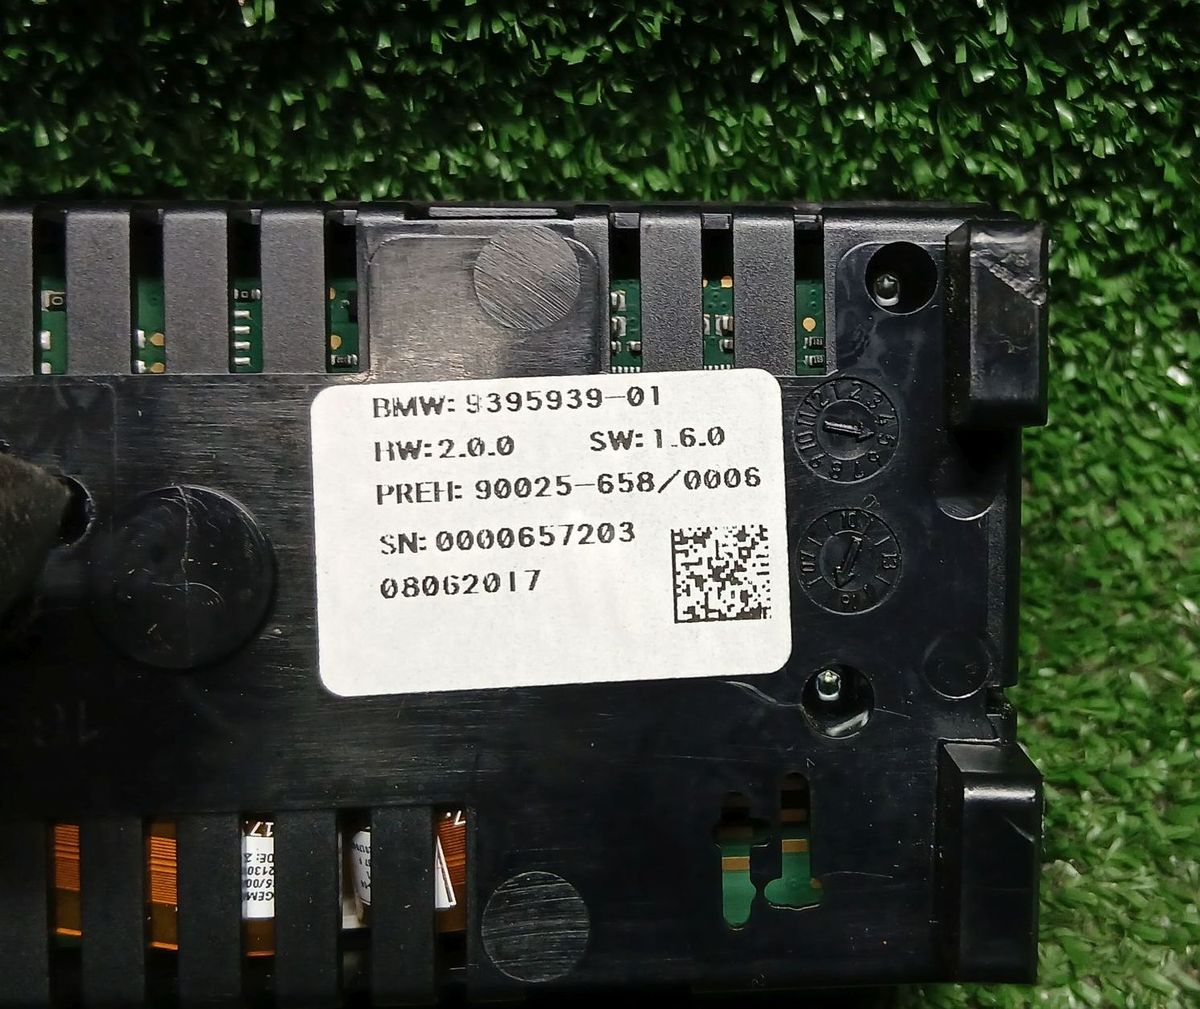 BMW: 9395939-01
HW: 2.0.0 SW: 1.6.0
PREH: 90025-658/0006
SN: 0000657203
08062017